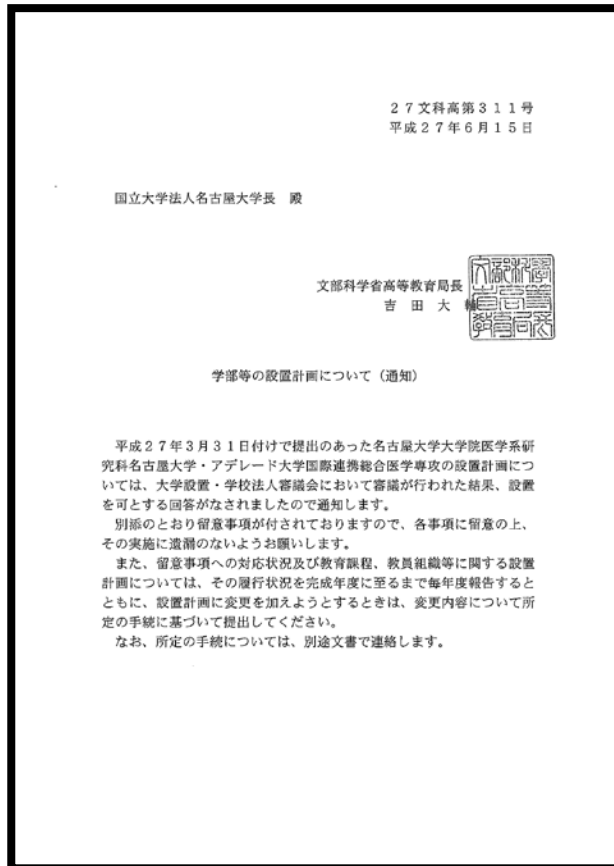 27文科高第311号
平成27年6月15日
国立大学法人名古屋大学長　殿
文部科学省高等教育局長
吉田大輔
学部等の設置計画について（通知）
　平成27年3月31日付けで提出のあった名古屋大学大学院医学系研
究科名古屋大学・アデレード大学国際連携総合医学専攻の設置計画につ
いては、大学設置・学校法人審議会において審議が行われた結果、設置
を可とする回答がなされましたので通知します。
　別添のとおり留意事項が付されておりますので、各事項に留意の上、
その実施に遺漏のないようお願いします。
　また、留意事項への対応状況及び教育課程、教員組織等に関する設置
計画については、その履行状況を完成年度に至るまで毎年度報告すると
ともに、設置計画に変更を加えようとするときは、変更内容について所
定の手続に基づいて提出してください。
　なお、所定の手続については、別途文書で連絡します。